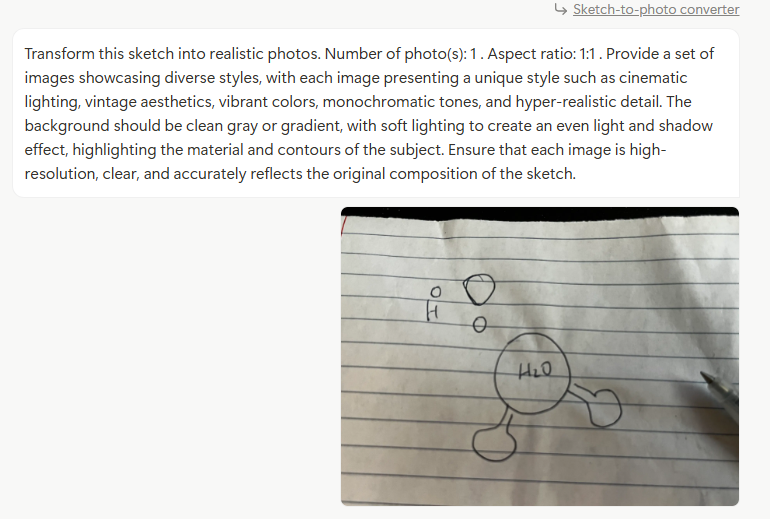 Sketch-to-photo converter
Transform this sketch into realistic photos. Number of photo(s): 1 . Aspect ratio: 1:1 . Provide a set of
images showcasing diverse styles, with each image presenting a unique style such as cinematic
lighting, vintage aesthetics, vibrant colors, monochromatic tones, and hyper-realistic detail. The
background should be clean gray or gradient, with soft lighting to create an even light and shadow
effect, highlighting the material and contours of the subject. Ensure that each image is high-
resolution, clear, and accurately reflects the original composition of the sketch.
O
H
O
H₂O